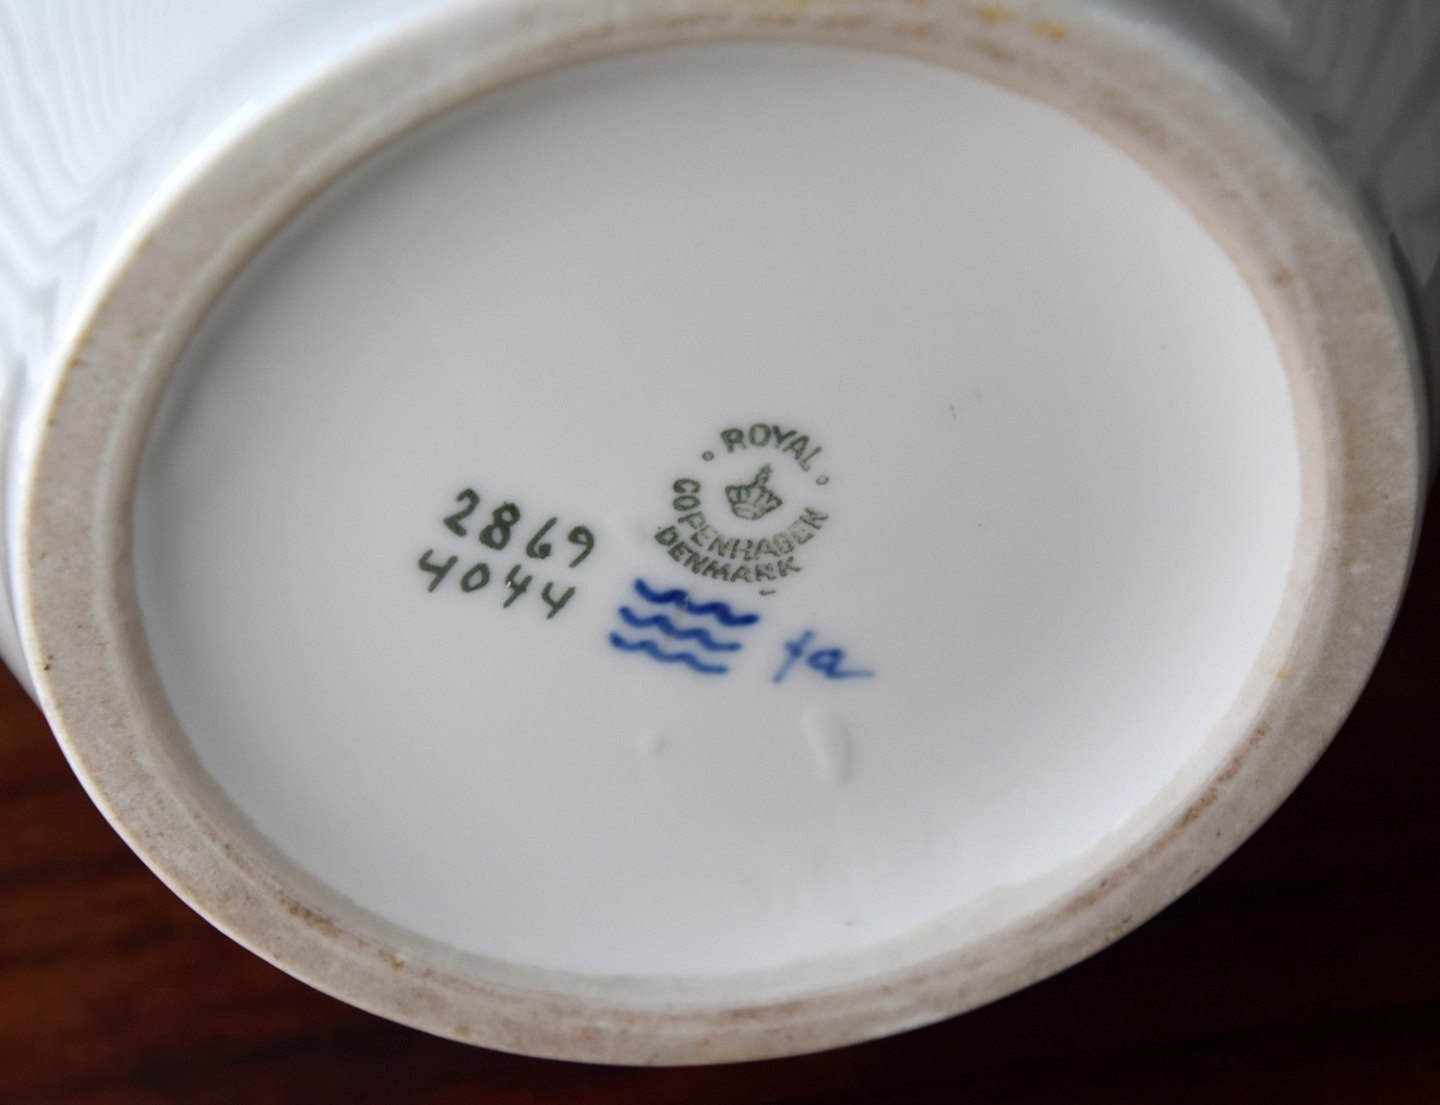 ROYAL
COPENHAGEN
DENMARK
2869
4044
fa